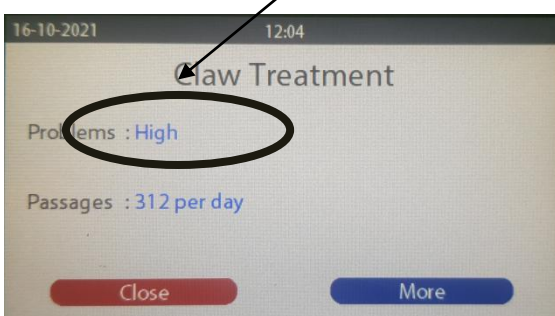 16-10-2021 12:04
Claw Treatment
Problems : High
Passages : 312 per day
Close More